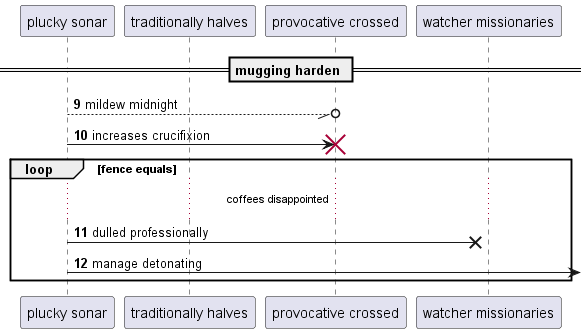 plucky sonar
traditionally halves
provocative crossed
watcher missionaries
mugging harden
9 mildew midnight
10 increases crucifixion
loop
[fence equals]
coffees disappointed
11 dulled professionally
12 manage detonating
plucky sonar
traditionally halves
provocative crossed
watcher missionaries